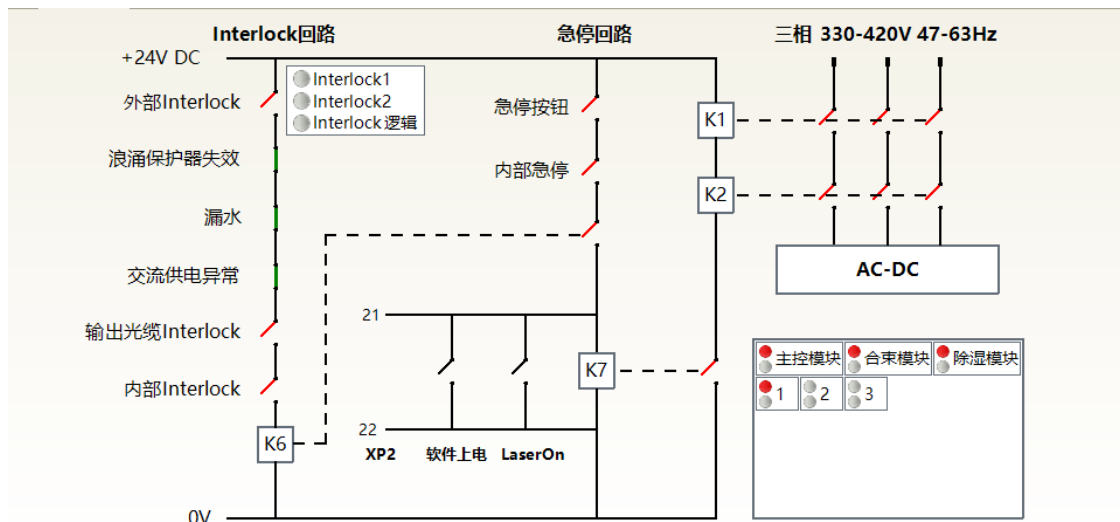 Interlock回路
急停回路
三相 330-420V 47-63Hz
+24V DC
Interlock1
Interlock2
Interlock逻辑
外部Interlock
急停按钮
K1
浪涌保护器失效
内部急停
K2
漏水
交流供电异常
AC-DC
21
输出光缆Interlock
内部Interlock
K7
主控模块
合束模块
除湿模块
1
2
3
22
K6
XP2
软件上电
LaserOn
0V